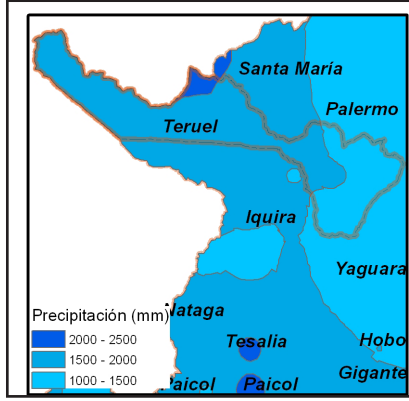 Santa María
Palermo
Teruel
Iquira
Yaguara
Nataga
Precipitación (mm)
2000 - 2500
Tesalia
Hobo
1500 - 2000
Gigante
1000 - 1500
Paicol
Paicol